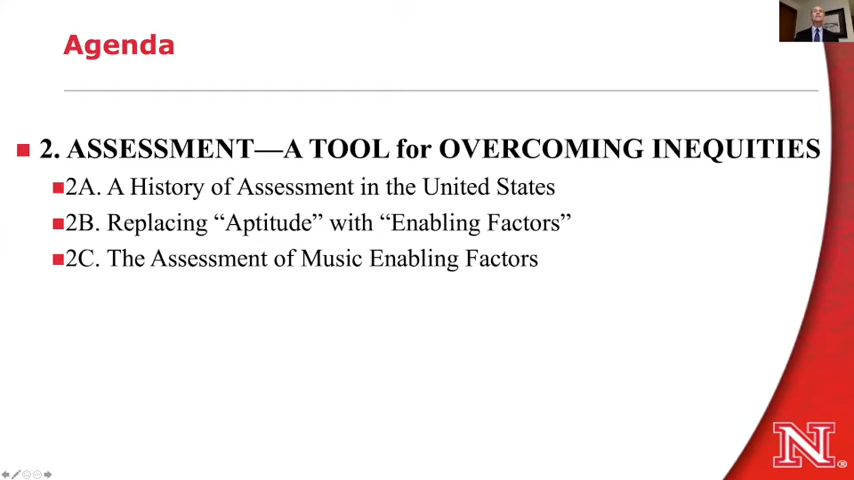 Agenda
2. ASSESSMENT—A TOOL for OVERCOMING INEQUITIES
2A. A History of Assessment in the United States
2B. Replacing “Aptitude” with “Enabling Factors”
2C. The Assessment of Music Enabling Factors
N®